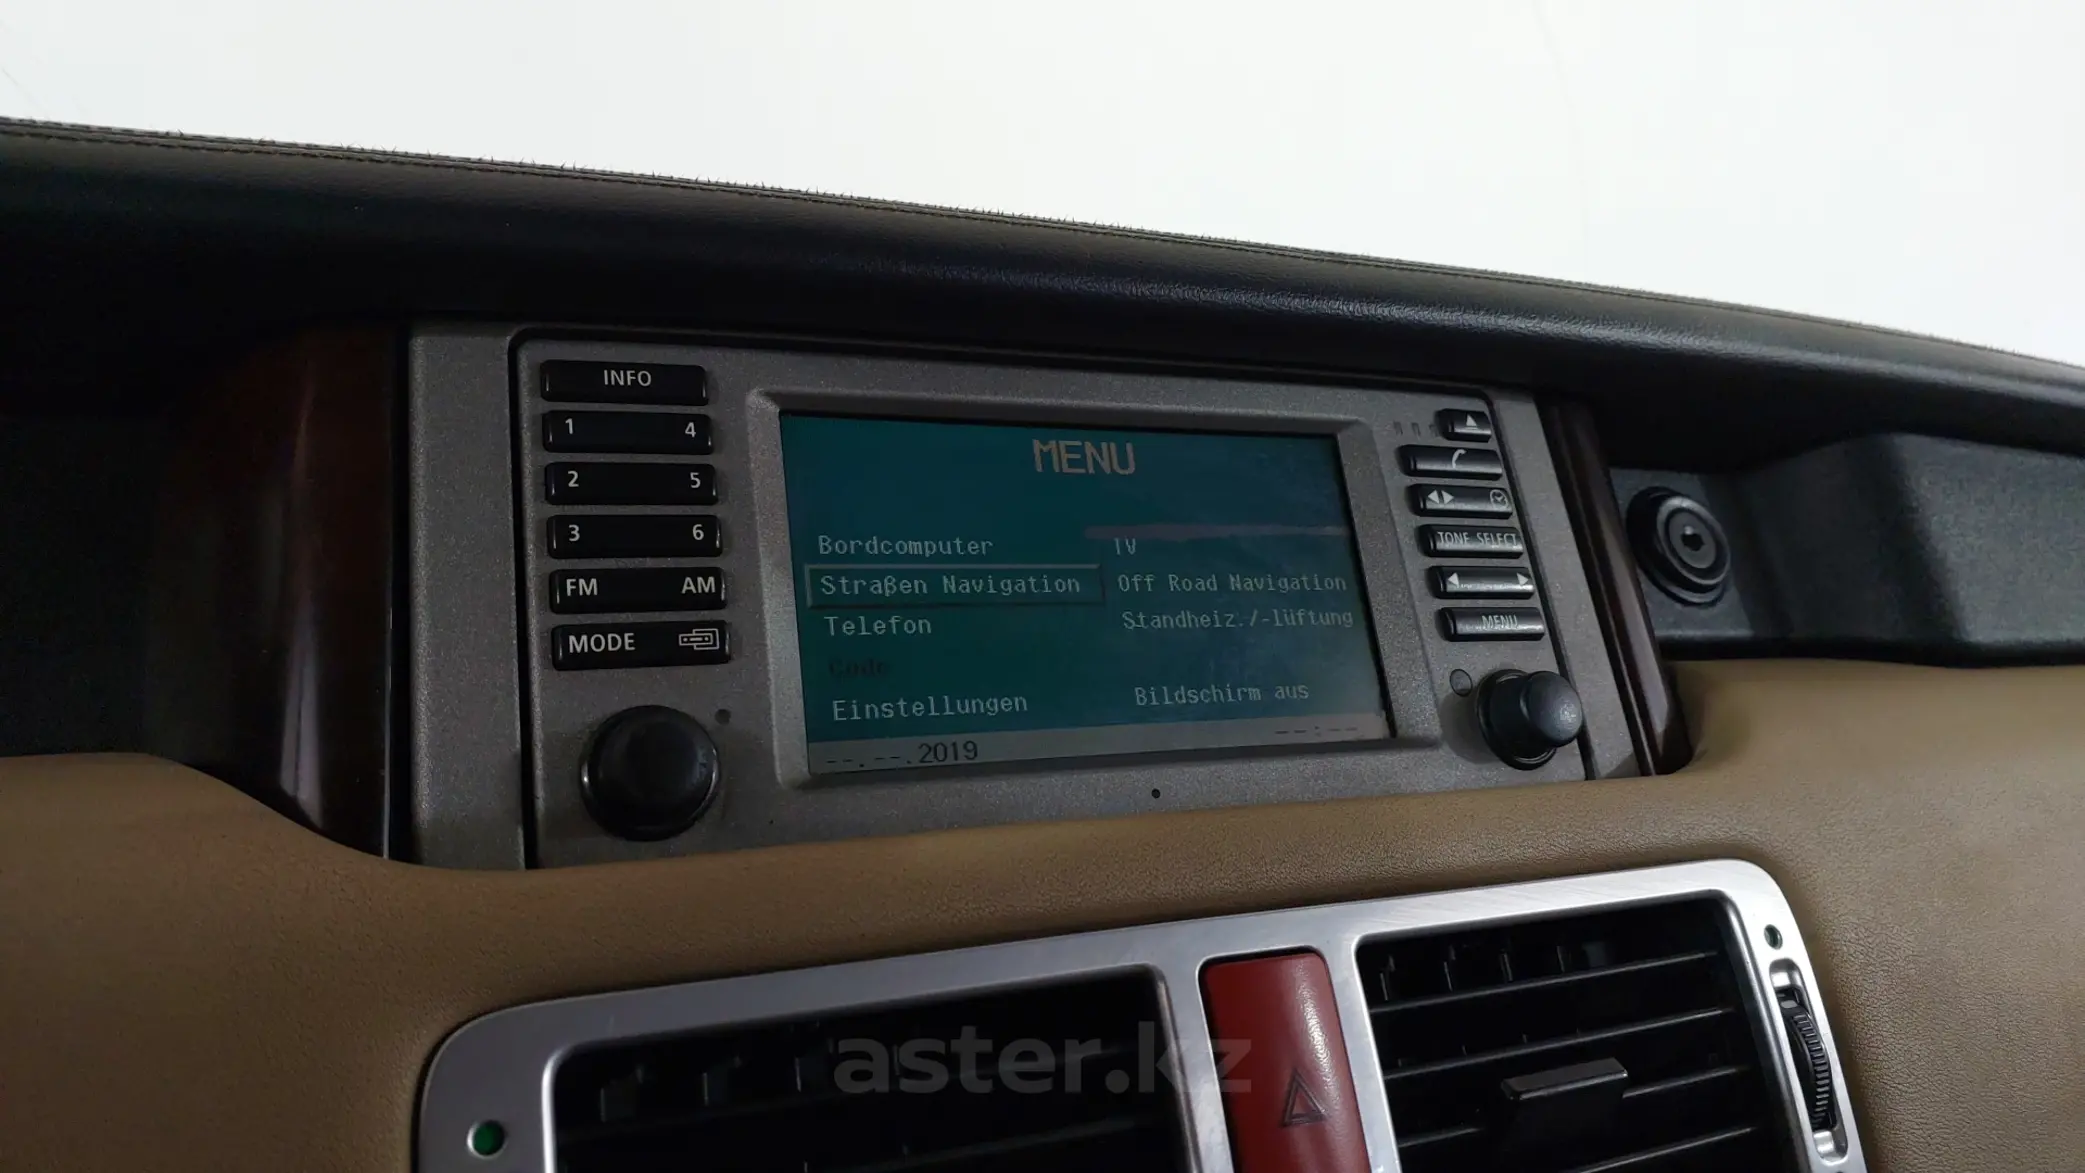 INFO
1 4
2 5
3 6
FM AM
MODE
MENU
Bordcomputer TV
Straßen Navigation Off Road Navigation
Telefon Standheiz./-lüftung
Code
Einstellungen Bildschirm aus
--.--.2019 --:--
TONE SELECT
MENU
aster.kz